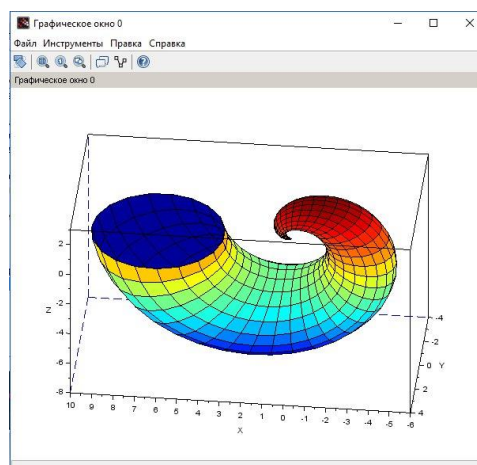 Графическое окно 0
Файл Инструменты Правка Справка
Графическое окно 0
2
0
-2
-4
-6
-8
Z
10 9 8 7 6 5 4 3 2 1 0 -1 -2 -3 -4 -5 -6
X
-4
-2
0
2
4
Y